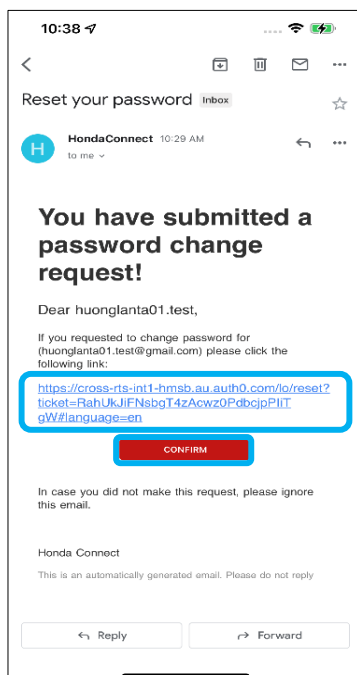 10:38
Reset your password Inbox
H
HondaConnect 10:29 AM
to me
You have submitted a
password change
request!
Dear huonglanta01.test,
If you requested to change password for
(huonglanta01.test@gmail.com) please click the
following link:
https://cross-rts-int1-hmsb.au.auth0.com/lo/reset?
ticket=RahUkJiFNsbgT4zAcwz0PdbcjpPIiT
gW#language=en
CONFIRM
In case you did not make this request, please ignore
this email.
Honda Connect
This is an automatically generated email. Please do not reply
Reply
Forward